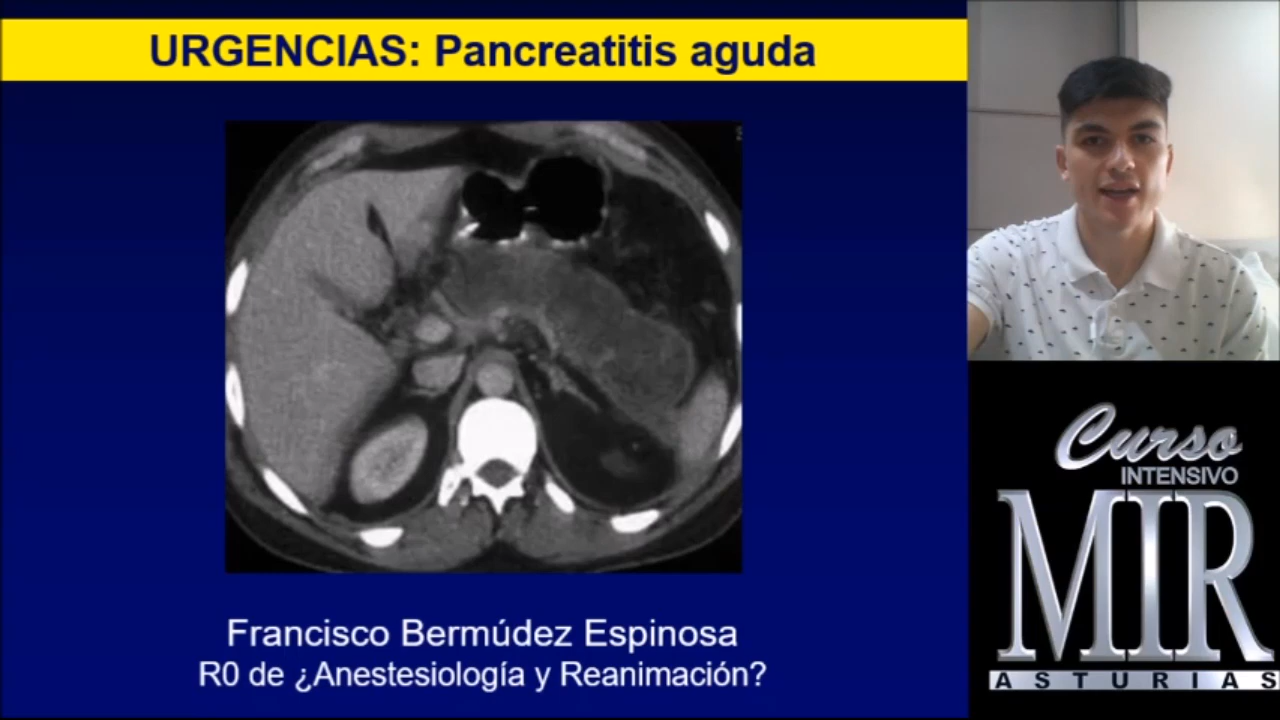 URGENCIAS: Pancreatitis aguda
Francisco Bermúdez Espinosa
R0 de ¿Anestesiología y Reanimación?
Curso
INTENSIVO
MIR
ASTURIAS